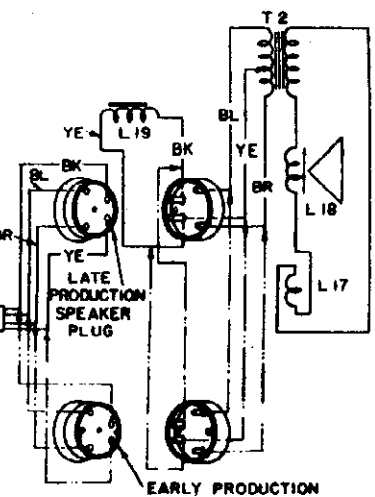 T 2
YE
L 19
BL
BK
YE
BK
BL
BR
L 18
BR
YE
LATE
PRODUCTION
SPEAKER
PLUG
L 17
EARLY PRODUCTION